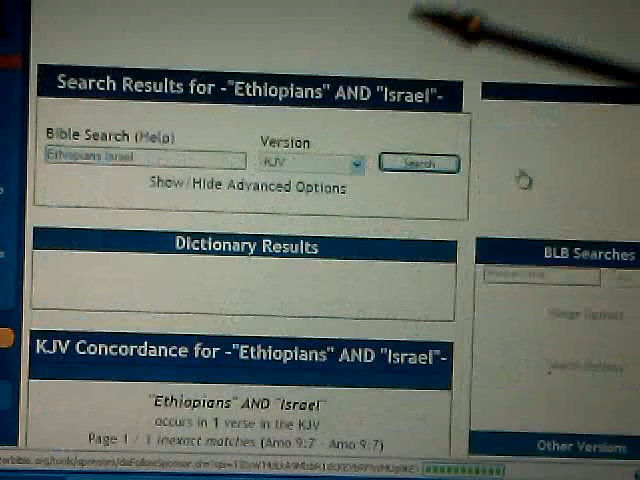 Search Results for -"Ethiopians" AND "Israel"-
Bible Search (Help)
Version
Ethiopians Israel
KJV
Search
Show/Hide Advanced Options
Dictionary Results
BLB Searches
KJV Concordance for -"Ethiopians" AND "Israel"-
"Ethiopians" AND "Israel"
occurs in 1 verse in the KJV
Page 1 / 1 inexact matches (Amo 9:7 - Amo 9:7)
Other Version